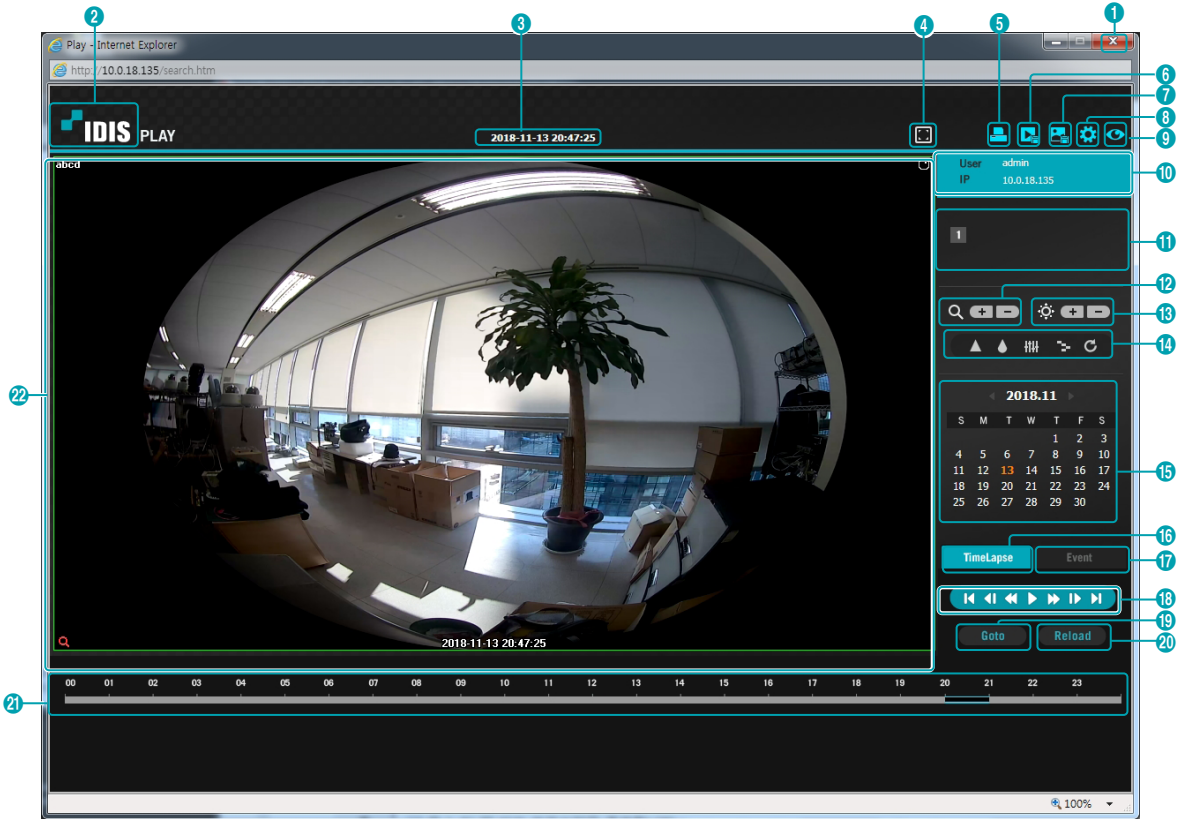 2
3
4
5
1
Play - Internet Explorer
http://10.0.18.135/search.htm
6
7
8
9
IDIS PLAY
2018-11-13 20:47:25
abcd
User admin
IP 10.0.18.135
10
1
11
12
13
14
22
2018.11
S M T W T F S
1 2 3
4 5 6 7 8 9 10
11 12 13 14 15 16 17
18 19 20 21 22 23 24
25 26 27 28 29 30
15
16
TimeLapse Event
17
18
19
Goto Reload
20
2018-11-13 20:47:25
00 01 02 03 04 05 06 07 08 09 10 11 12 13 14 15 16 17 18 19 20 21 22 23
21
100%